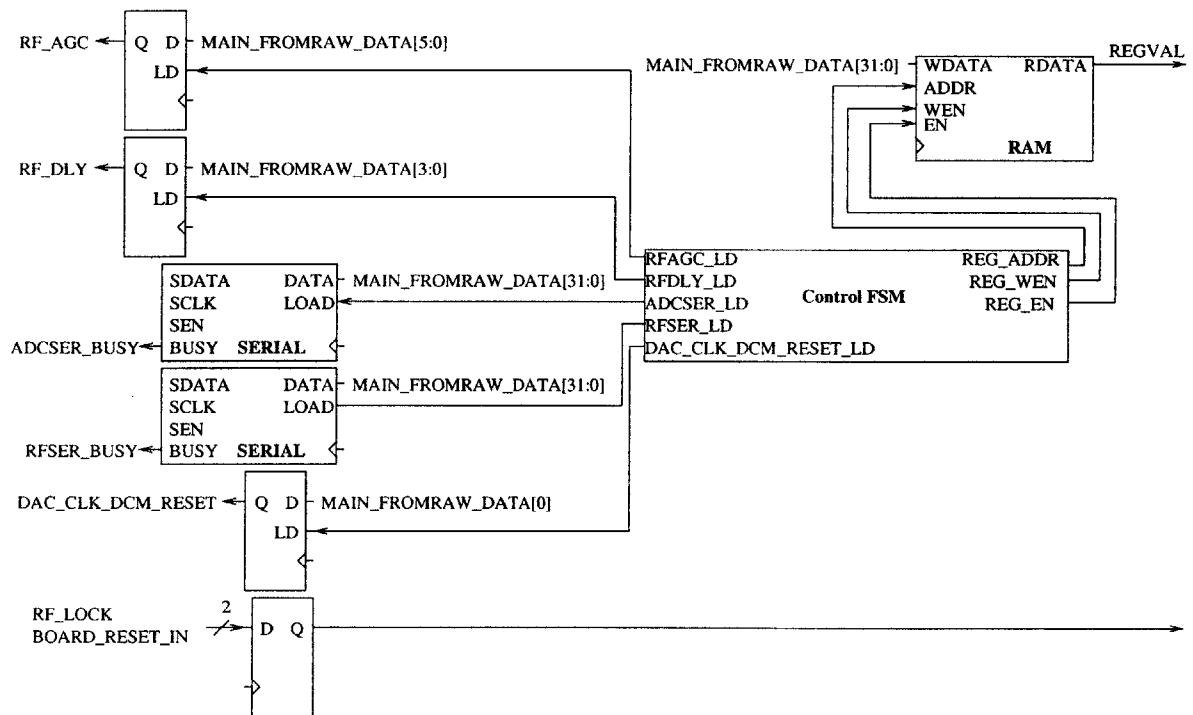 RF_AGC Q D MAIN_FROMRAW_DATA[5:0]
LD
REGVAL
MAIN_FROMRAW_DATA[31:0] WDATA RDATA
ADDR
WEN
EN
RAM
RF_DLY Q D MAIN_FROMRAW_DATA[3:0]
LD
RFAGC_LD REG_ADDR
RFDLY_LD REG_WEN
ADCSER_LD Control FSM REG_EN
RFSER_LD
DAC_CLK_DCM_RESET_LD
SDATA DATA MAIN_FROMRAW_DATA[31:0]
SCLK LOAD
SEN
ADCSER_BUSY BUSY SERIAL
SDATA DATA MAIN_FROMRAW_DATA[31:0]
SCLK LOAD
SEN
RFSER_BUSY BUSY SERIAL
DAC_CLK_DCM_RESET Q D MAIN_FROMRAW_DATA[0]
LD
RF_LOCK 2
BOARD_RESET_IN D Q